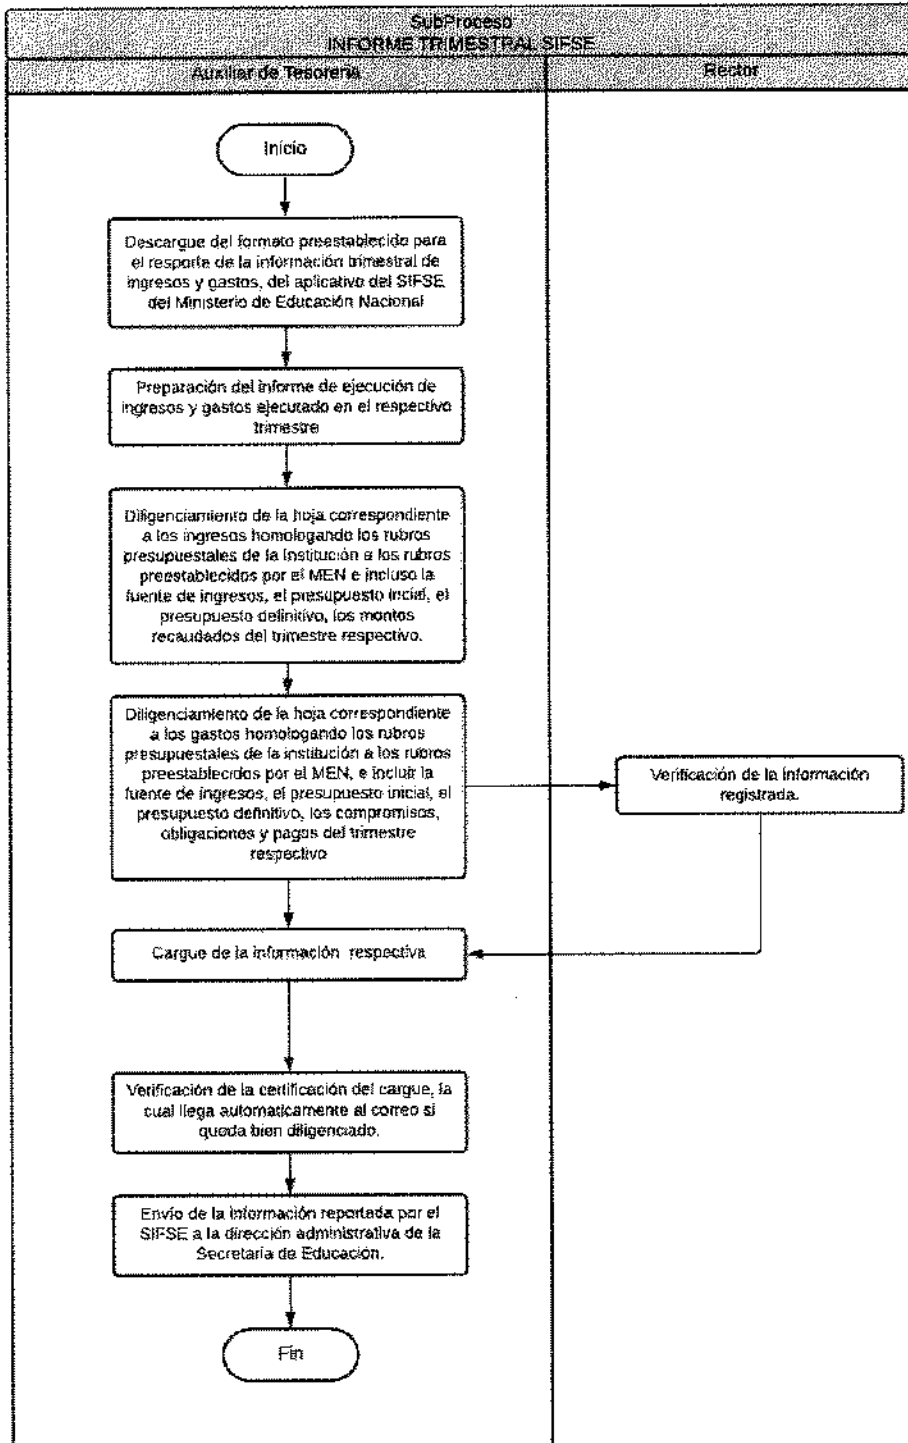 SubProceso
INFORME TRIMESTRAL SIFSE
Auxiliar de Tesorería
Rector
Inicio
Descargue del formato preestablecido para
el resporte de la información trimestral de
ingresos y gastos, del aplicativo del SIFSE
del Ministerio de Educación Nacional
Preparación del informe de ejecución de
ingresos y gastos ejecutado en el respectivo
trimestre
Diligenciamiento de la hoja correspondiente
a los ingresos homologando los rubros
presupuestales de la Institución a los rubros
preestablecidos por el MEN e incluso la
fuente de ingresos, el presupuesto incial, el
presupuesto definitivo, los montos
recaudados del trimestre respectivo.
Diligenciamiento de la hoja correspondiente
a los gastos homologando los rubros
presupuestales de la institución a los rubros
preestablecidos por el MEN, e incluir la
fuente de ingresos, el presupuesto inicial, el
presupuesto definitivo, los compromisos,
obligaciones y pagos del trimestre
respectivo
Verificación de la información
registrada.
Cargue de la información respectiva
Verificación de la certificación del cargue, la
cual llega automaticamente al correo si
queda bien diligenciado.
Envío de la información reportada por el
SIFSE a la dirección administrativa de la
Secretaría de Educación.
Fin